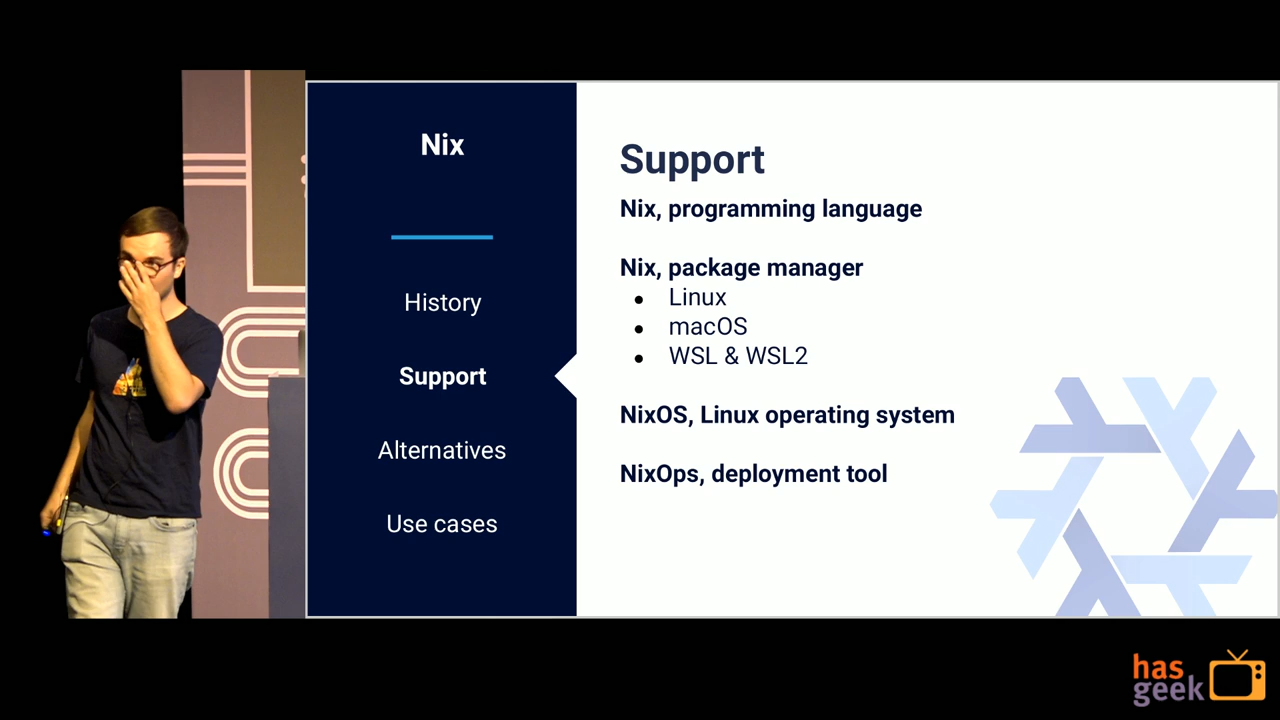 Nix
History
Support
Alternatives
Use cases
Support
Nix, programming language
Nix, package manager
• Linux
• macOS
• WSL & WSL2
NixOS, Linux operating system
NixOps, deployment tool
has
geek